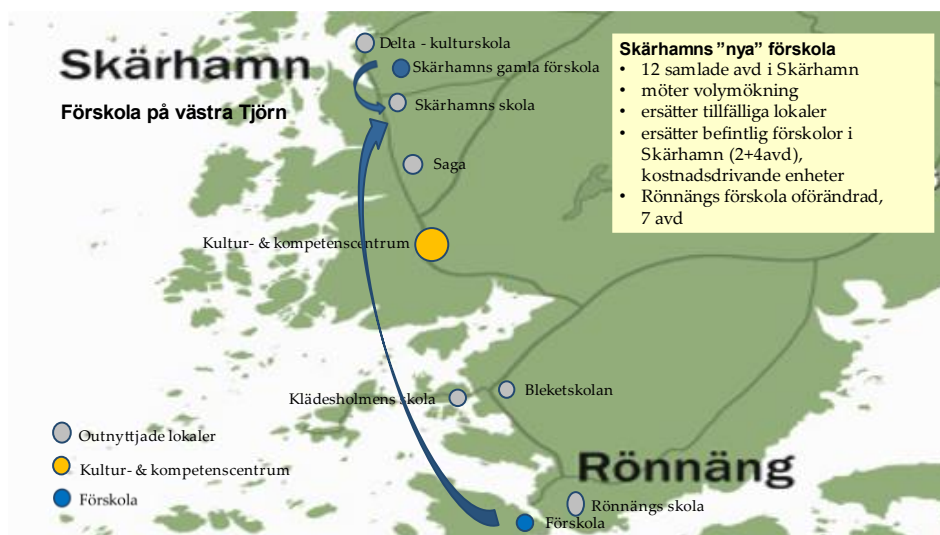 Skärhamn
Förskola på västra Tjörn
Delta - kulturskola
Skärhamns gamla förskola
Skärhamns skola
Saga
Kultur- & kompetenscentrum
Skärhamns ”nya” förskola
• 12 samlade avd i Skärhamn
• möter volymökning
• ersätter tillfälliga lokaler
• ersätter befintlig förskolor i
Skärhamn (2+4avd),
kostnadsdrivande enheter
• Rönnängs förskola oförändrad,
7 avd
Klädesholmens skola
Bleketskolan
Rönnäng
Rönnängs skola
Förskola
Outnyttjade lokaler
Kultur- & kompetenscentrum
Förskola